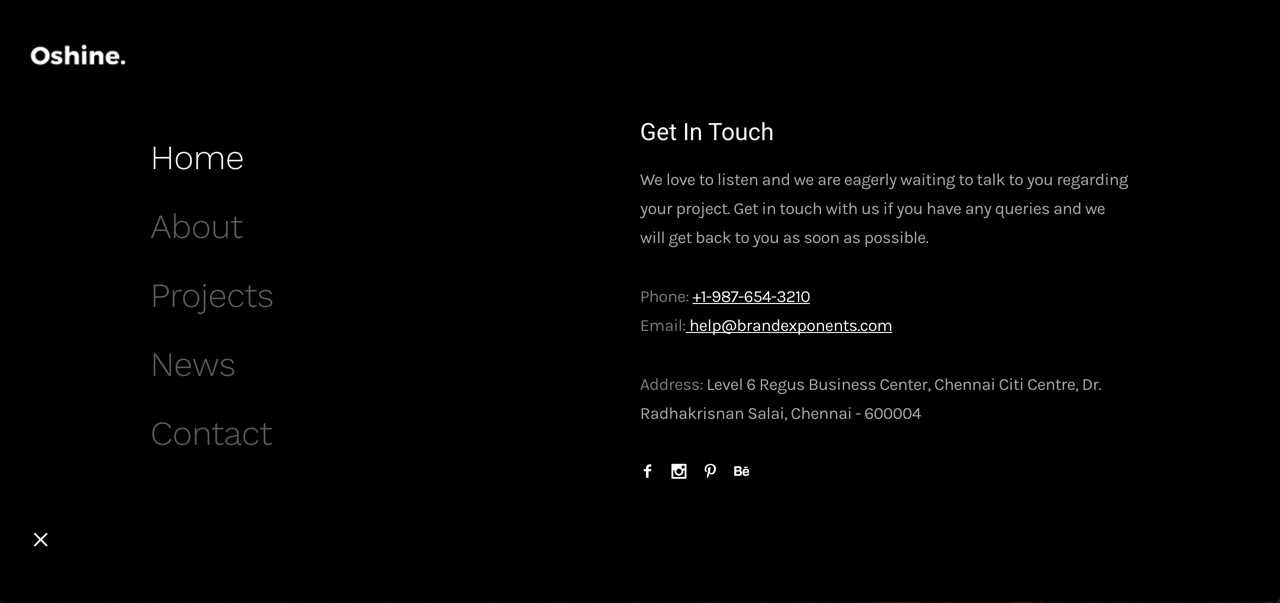 Oshine.
Home
About
Projects
News
Contact
Get In Touch
We love to listen and we are eagerly waiting to talk to you regarding
your project. Get in touch with us if you have any queries and we
will get back to you as soon as possible.
Phone: +1-987-654-3210
Email: help@brandexponents.com
Address: Level 6 Regus Business Center, Chennai Citi Centre, Dr.
Radhakrisnan Salai, Chennai - 600004